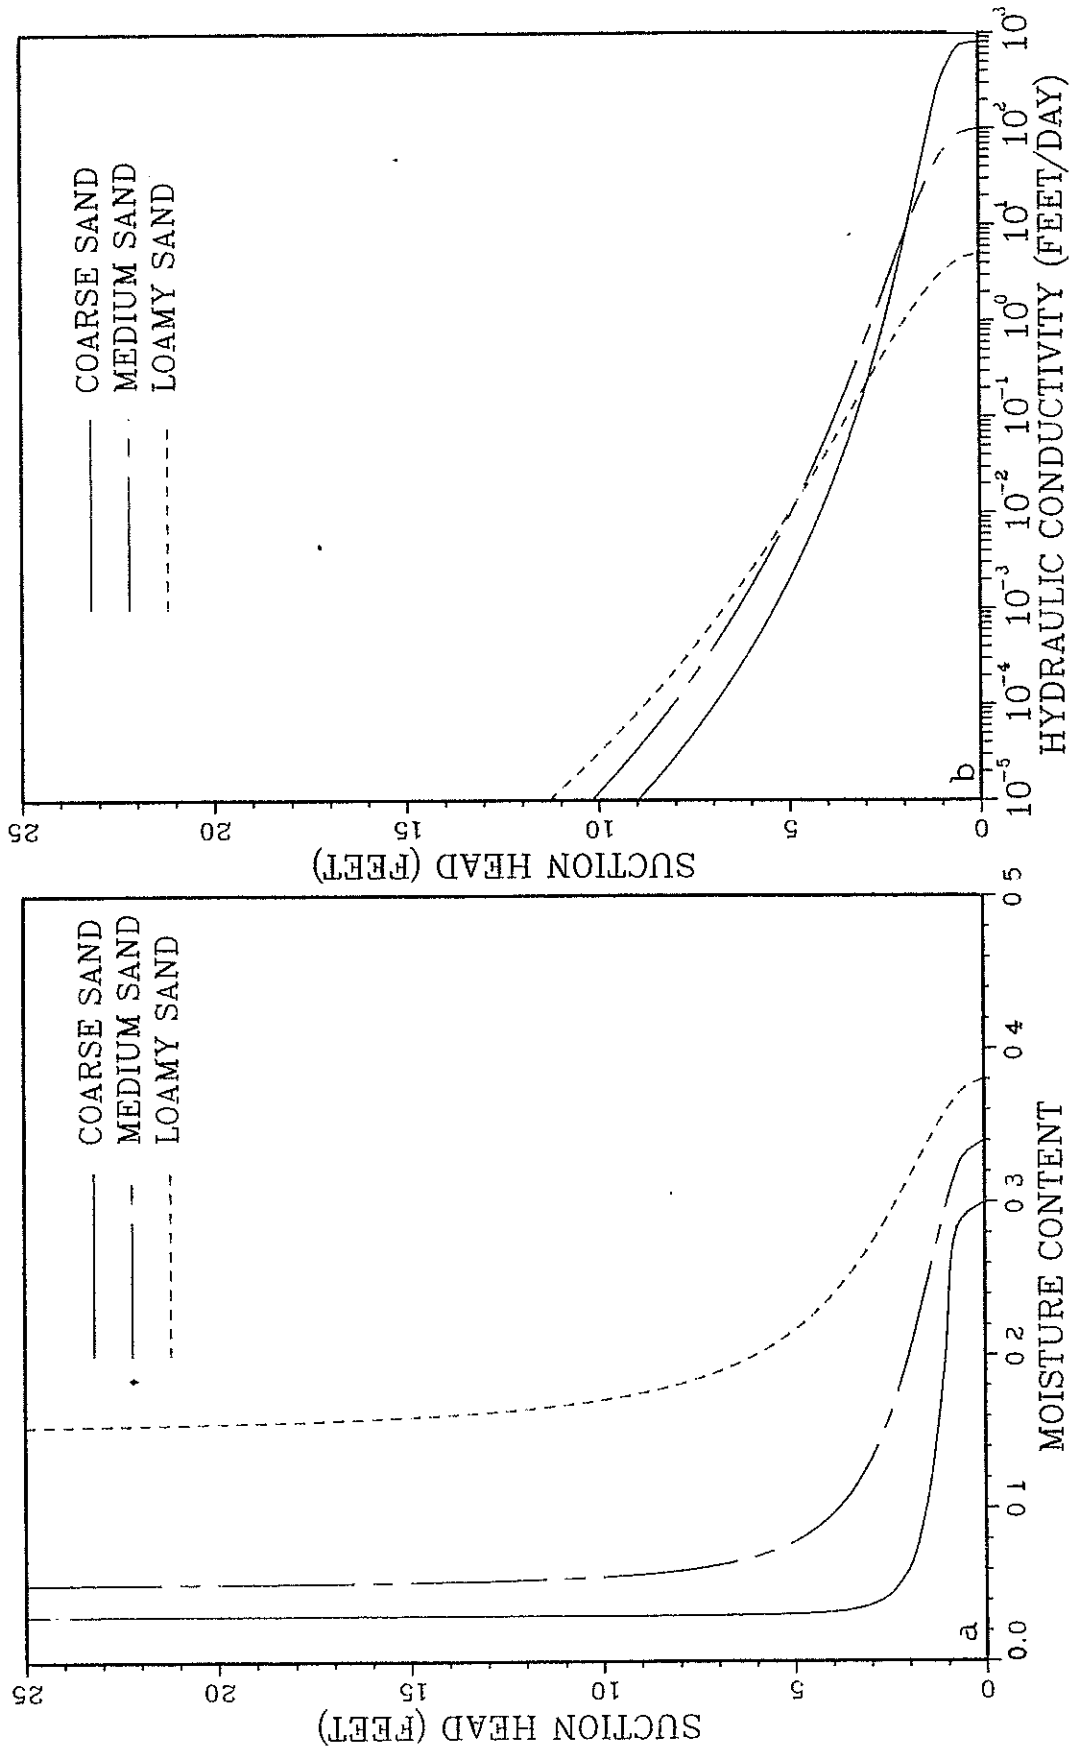 SUCTION HEAD (FEET)
25
20
15
10
5
0
COARSE SAND
MEDIUM SAND
LOAMY SAND
a
0.0
0 1
0 2
0 3
0 4
0 5
MOISTURE CONTENT
SUCTION HEAD (FEET)
25
20
15
10
5
0
COARSE SAND
MEDIUM SAND
LOAMY SAND
b
10⁻⁵
10⁻⁴
10⁻³
10⁻²
10⁻¹
10⁰
10¹
10²
10³
HYDRAULIC CONDUCTIVITY (FEET/DAY)